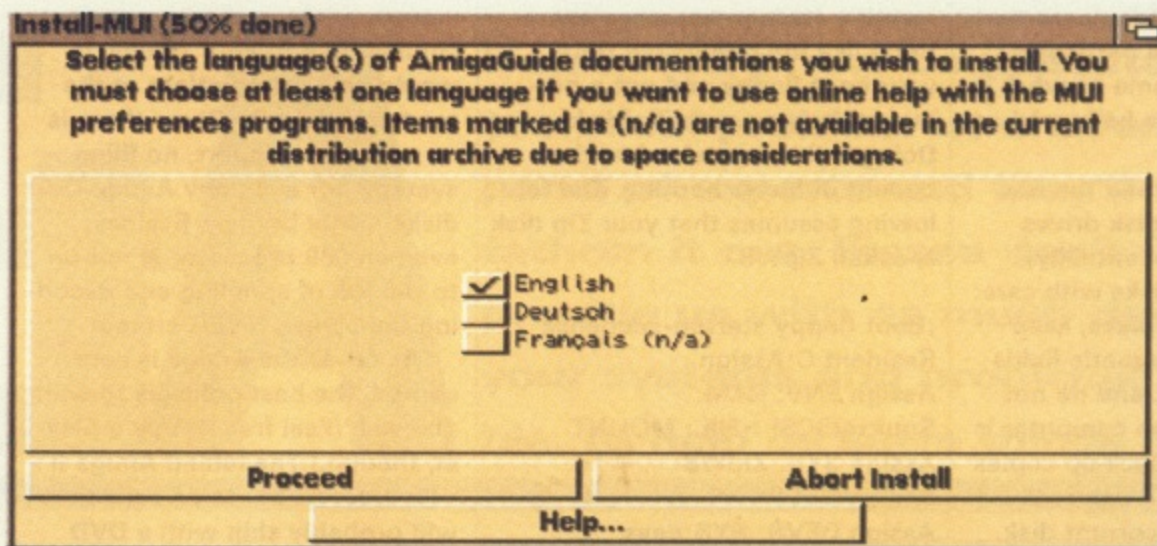 Install-MUI (50% done)
Select the language(s) of AmigaGuide documentations you wish to install. You
must choose at least one language if you want to use online help with the MUI
preferences programs. Items marked as (n/a) are not available in the current
distribution archive due to space considerations.
English
Deutsch
Français (n/a)
Proceed
Abort Install
Help...